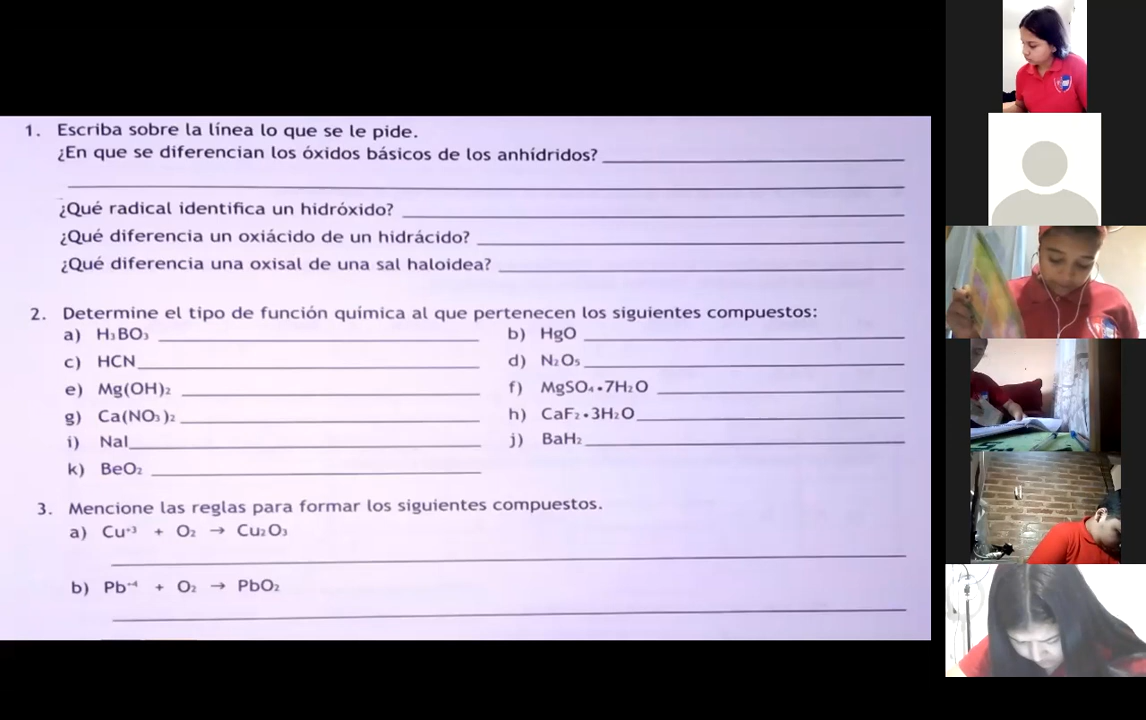 1. Escriba sobre la línea lo que se le pide.
¿En que se diferencian los óxidos básicos de los anhídridos?
¿Qué radical identifica un hidróxido?
¿Qué diferencia un oxiácido de un hidrácido?
¿Qué diferencia una oxisal de una sal haloidea?
2. Determine el tipo de función química al que pertenecen los siguientes compuestos:
a) H₃BO₃ b) HgO
c) HCN d) N₂O₅
e) Mg(OH)₂ f) MgSO₄•7H₂O
g) Ca(NO₃)₂ h) CaF₂•3H₂O
i) NaI j) BaH₂
k) BeO₂
3. Mencione las reglas para formar los siguientes compuestos.
a) Cu⁺³ + O₂ → Cu₂O₃
b) Pb⁺⁴ + O₂ → PbO₂